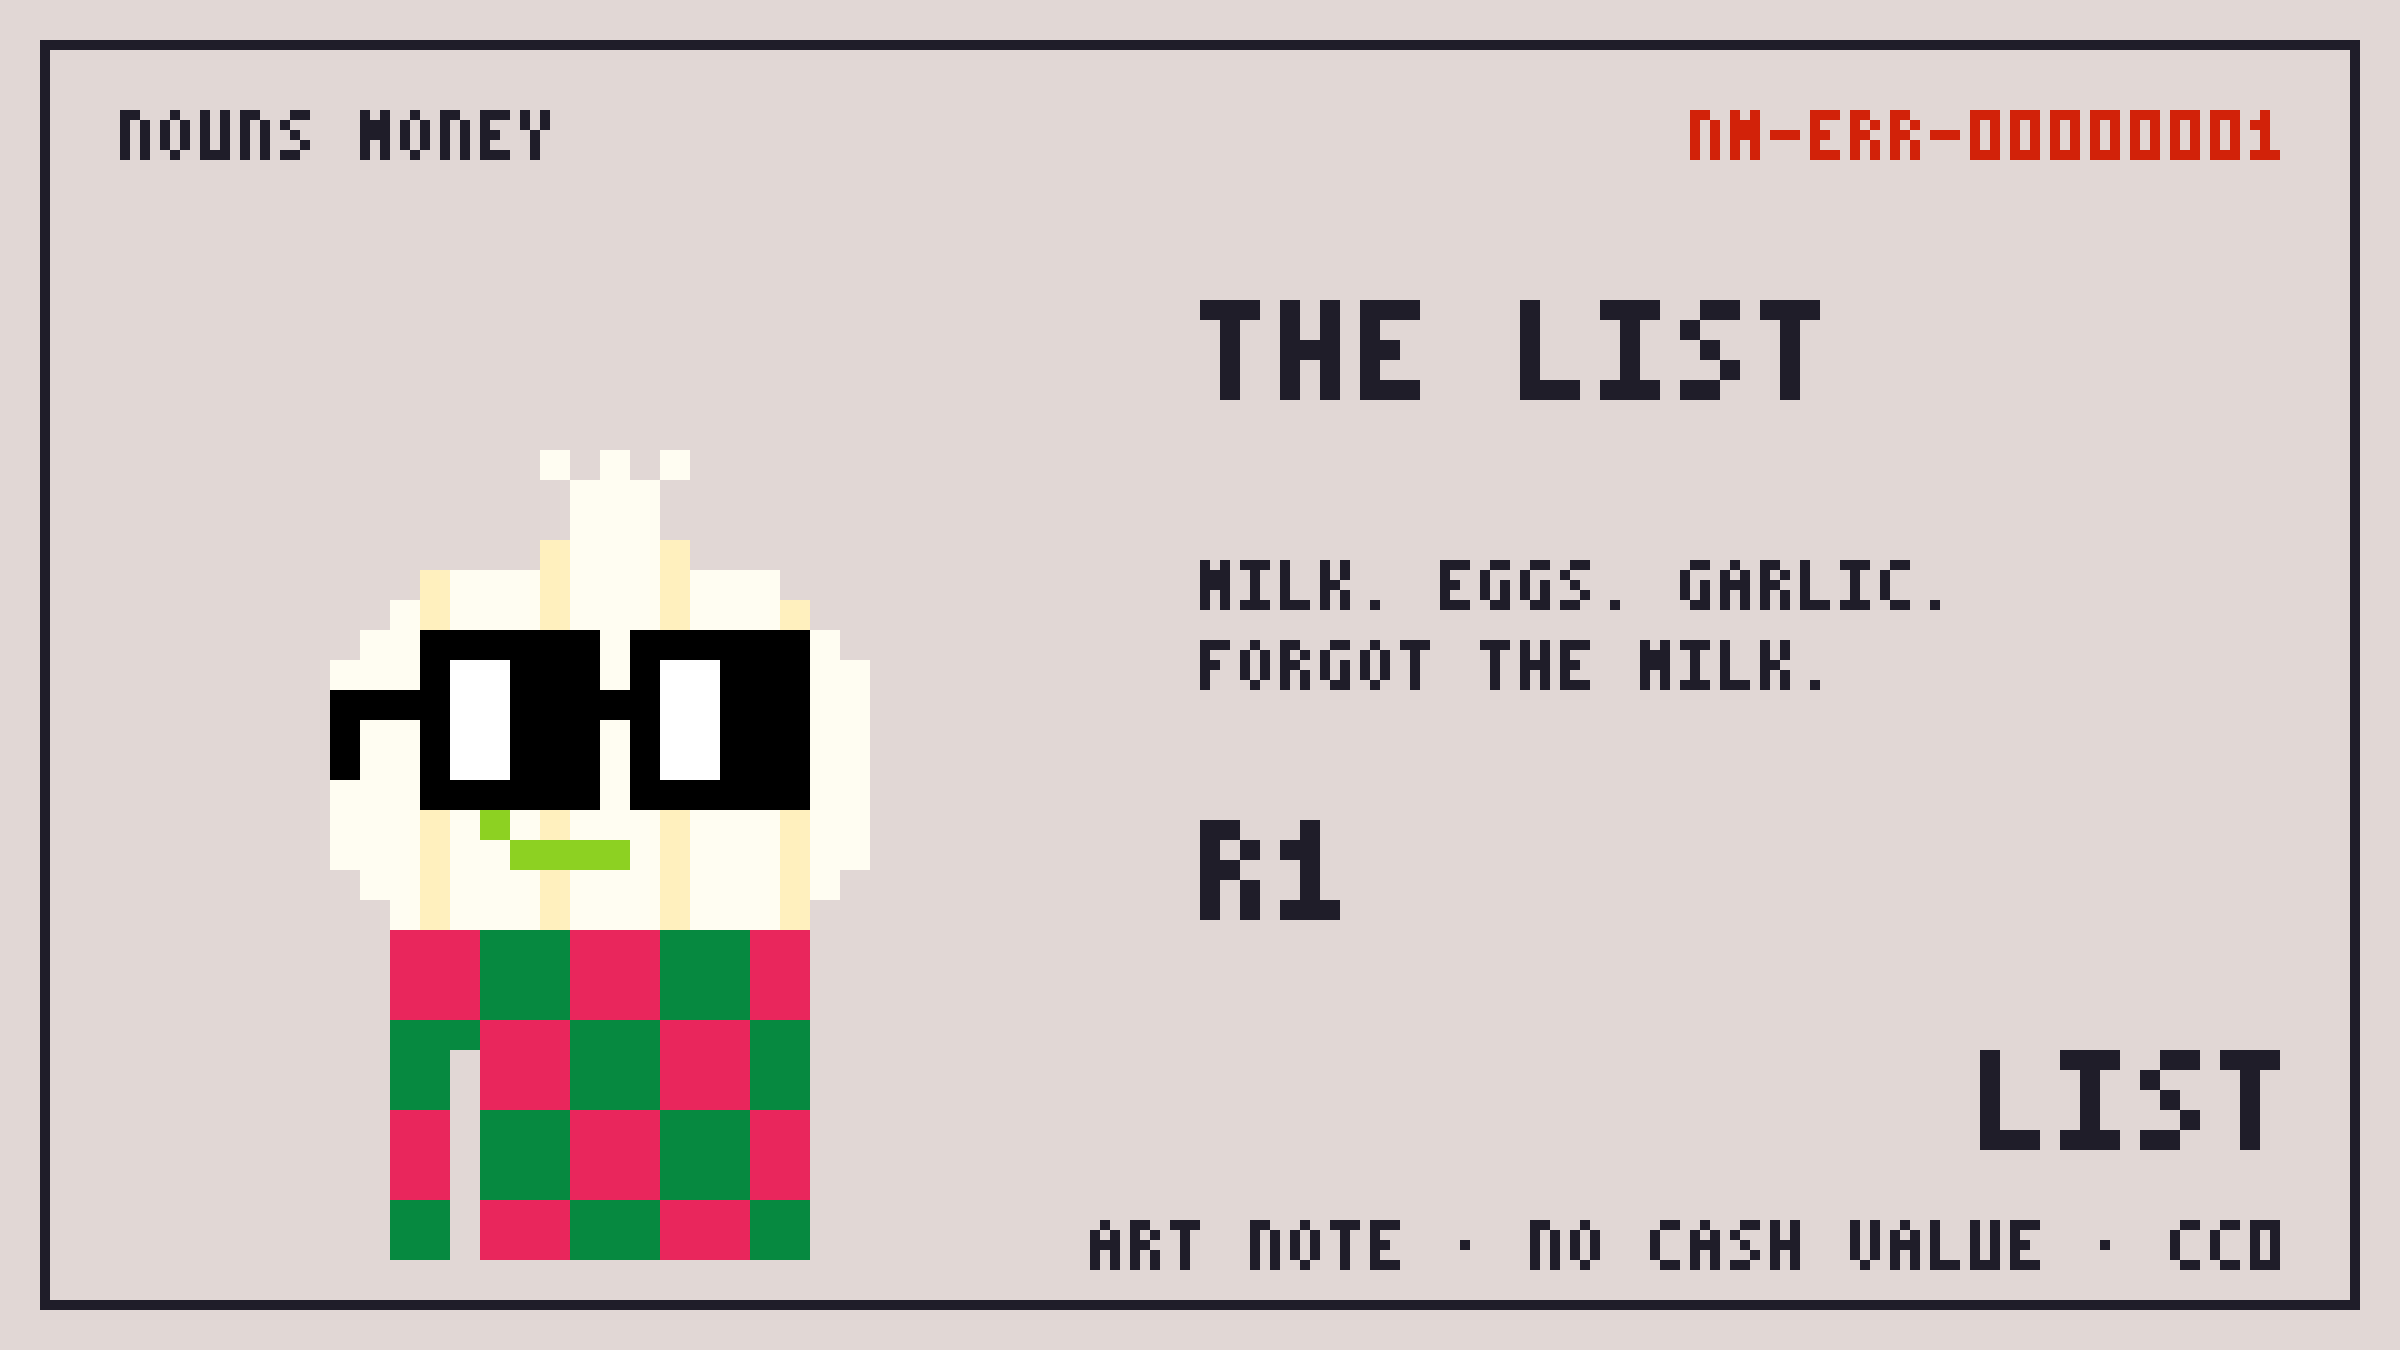 NOUNS MONEY
NM-ERR-00000001
THE LIST
MILK. EGGS. GARLIC.
FORGOT THE MILK.
R1
LIST
ART NOTE · NO CASH VALUE · CC0